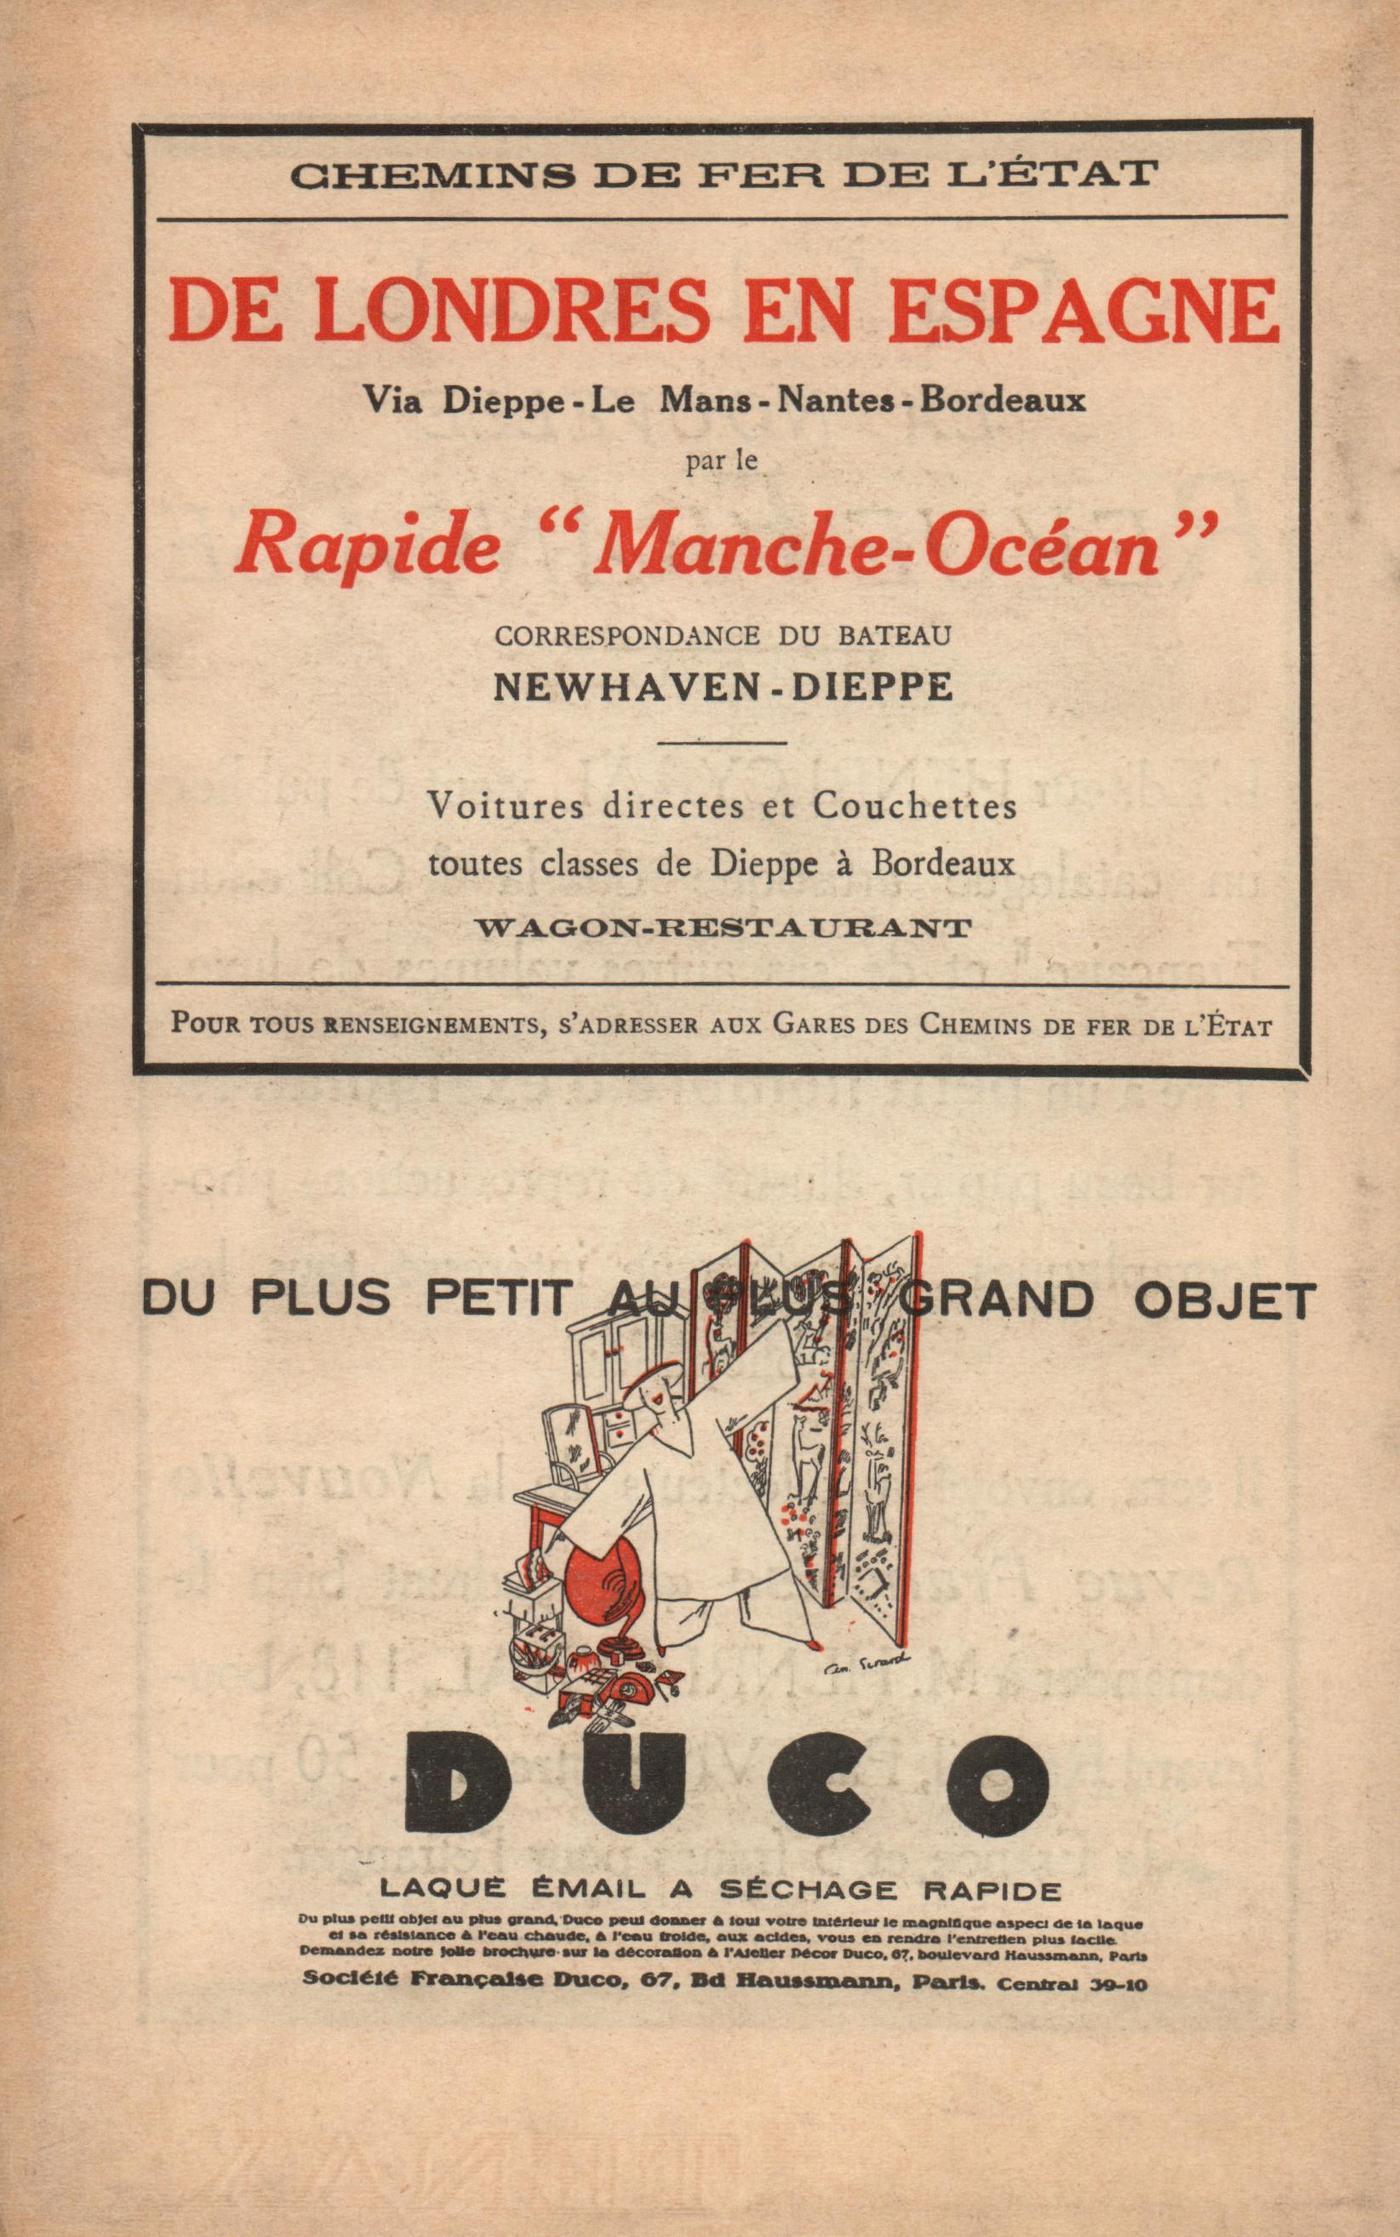 CHEMINS DE FER DE L'ÉTAT
DE LONDRES EN ESPAGNE
Via Dieppe-Le Mans-Nantes-Bordeaux
par le
Rapide “Manche-Océan”
CORRESPONDANCE DU BATEAU
NEWHAVEN-DIEPPE
Voitures directes et Couchettes
toutes classes de Dieppe à Bordeaux
WAGON-RESTAURANT
POUR TOUS RENSEIGNEMENTS, S'ADRESSER AUX GARES DES CHEMINS DE FER DE L'ÉTAT
DU PLUS PETIT AU PLUS GRAND OBJET
DUCO
LAQUE ÉMAIL A SÉCHAGE RAPIDE
Du plus petit objet au plus grand, Duco peut donner à tout votre intérieur le magnifique aspect de la laque
et sa résistance à l'eau chaude, à l'eau froide, aux acides, vous en rendra l'entretien plus facile.
Demandez notre jolie brochure sur la décoration à l'Atelier Décor Duco, 67, boulevard Haussmann, Paris
Société Française Duco, 67, Bd Haussmann, Paris. Central 39-10